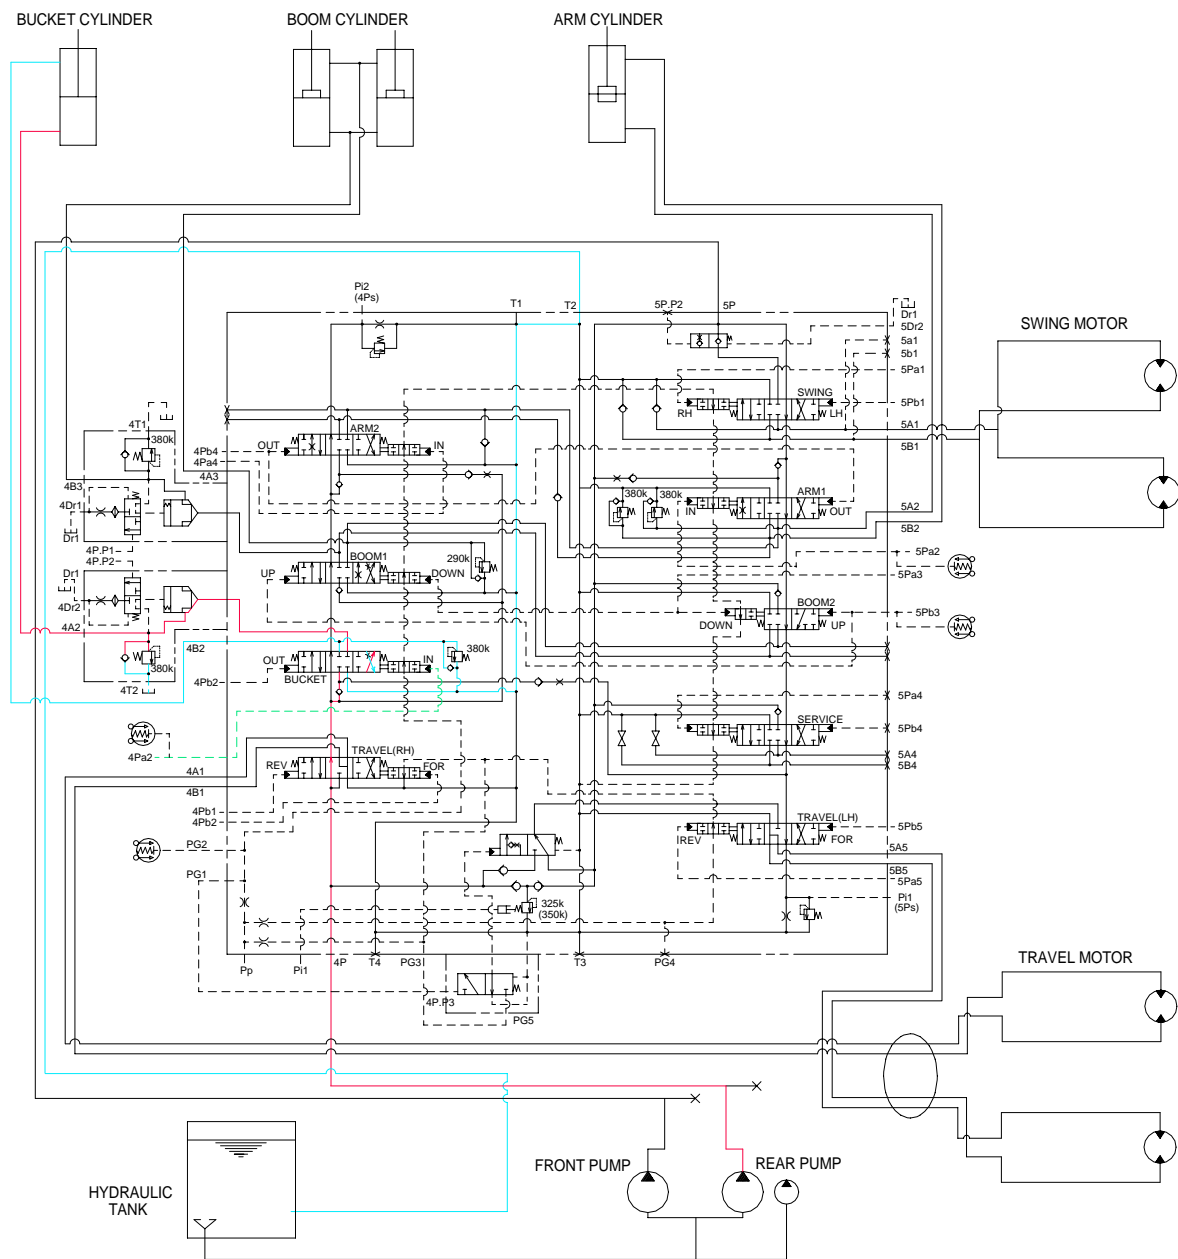 BUCKET CYLINDER
BOOM CYLINDER
ARM CYLINDER
Pi2
(4Ps)
T1
T2
5P.P2
5P
Dr1
5Dr2
5a1
5b1
SWING MOTOR
5Pa1
SWING
RH
LH
5Pb1
5A1
5B1
4T1
380k
4Pb4
4Pa4
4A3
OUT
ARM2
IN
4B3
4Dr1
Dr1
4P.P1
4P.P2
380k
380k
ARM1
IN
OUT
5A2
5B2
290k
5Pa2
5Pa3
Dr1
4Dr2
UP
BOOM1
DOWN
BOOM2
DOWN
UP
5Pb3
4A2
4B2
380k
4T2
OUT
IN
380k
4Pb2
BUCKET
5Pa4
SERVICE
5Pb4
5A4
5B4
4Pa2
4A1
4B1
TRAVEL(RH)
REV
FOR
4Pb1
4Pb2
PG2
PG1
TRAVEL(LH)
REV
FOR
5Pb5
5A5
5B5
5Pa5
325k
(350k)
Pi1
(5Ps)
Pp
Pi1
4P
T4
PG3
T3
PG4
4P.P3
PG5
TRAVEL MOTOR
FRONT PUMP
REAR PUMP
HYDRAULIC
TANK